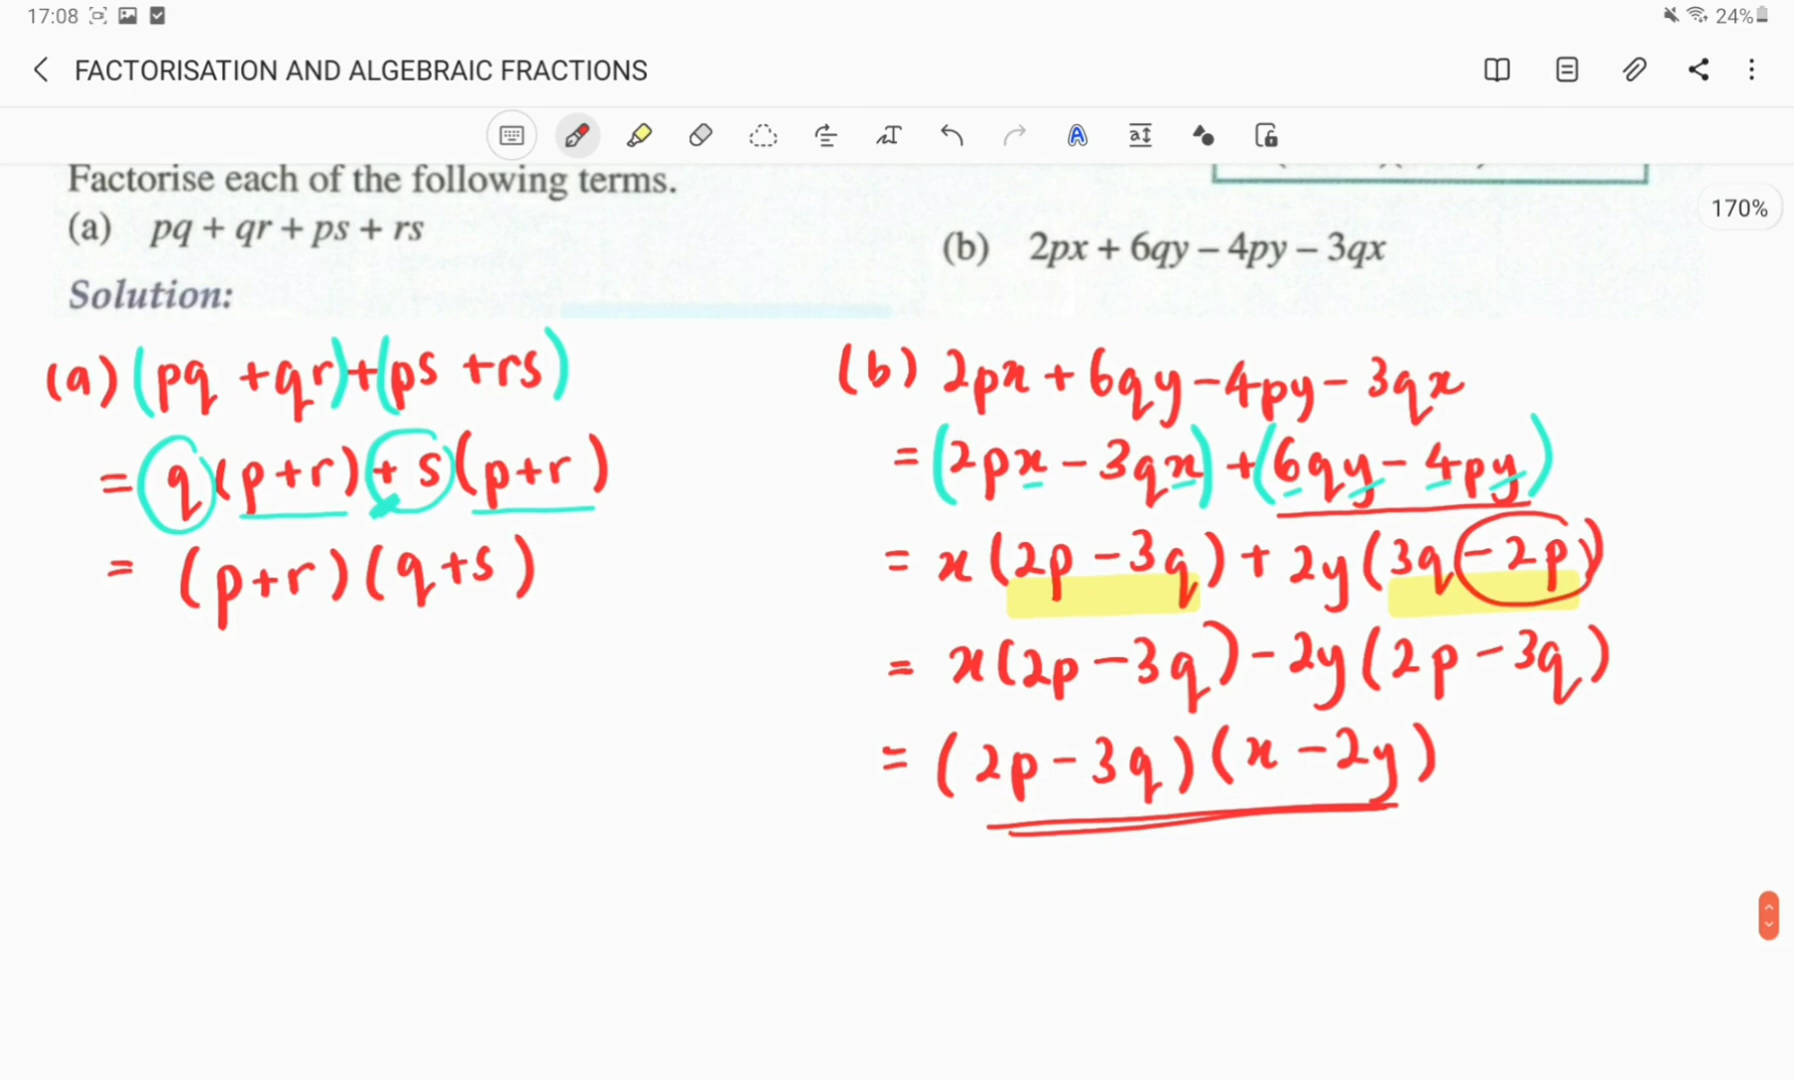 17:08
24%
FACTORISATION AND ALGEBRAIC FRACTIONS
170%
Factorise each of the following terms.
(a) pq + qr + ps + rs
(b) 2px + 6qy – 4py – 3qx
Solution:
(a) (pq + qr) + (ps + rs)
= q(p+r) + s(p+r)
= (p+r)(q+s)
(b) 2px + 6qy - 4py - 3qx
= (2px - 3qx) + (6qy - 4py)
= x(2p - 3q) + 2y(3q - 2p)
= x(2p - 3q) - 2y(2p - 3q)
= (2p - 3q)(x - 2y)